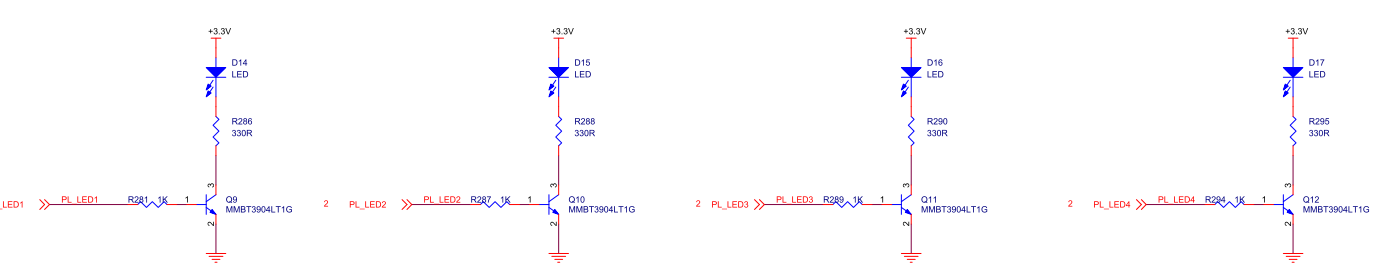 +3.3V
D14
LED
R286
330R
3
_LED1
PL_LED1
R281
1K
1
Q9
MMBT3904LT1G
2
+3.3V
D15
LED
R288
330R
3
2
PL_LED2
PL_LED2
R287
1K
1
Q10
MMBT3904LT1G
2
+3.3V
D16
LED
R290
330R
3
2
PL_LED3
PL_LED3
R289
1K
1
Q11
MMBT3904LT1G
2
+3.3V
D17
LED
R295
330R
3
2
PL_LED4
PL_LED4
R294
1K
1
Q12
MMBT3904LT1G
2